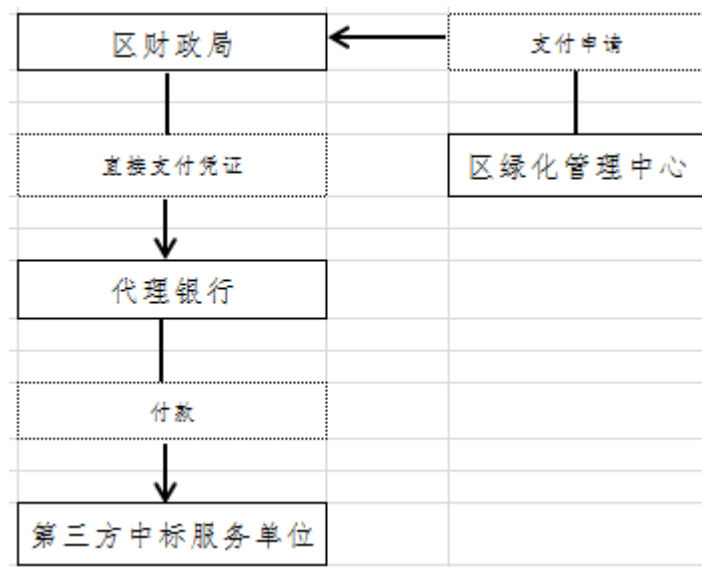 区财政局
支付申请
直接支付凭证
区绿化管理中心
代理银行
付款
第三方中标服务单位